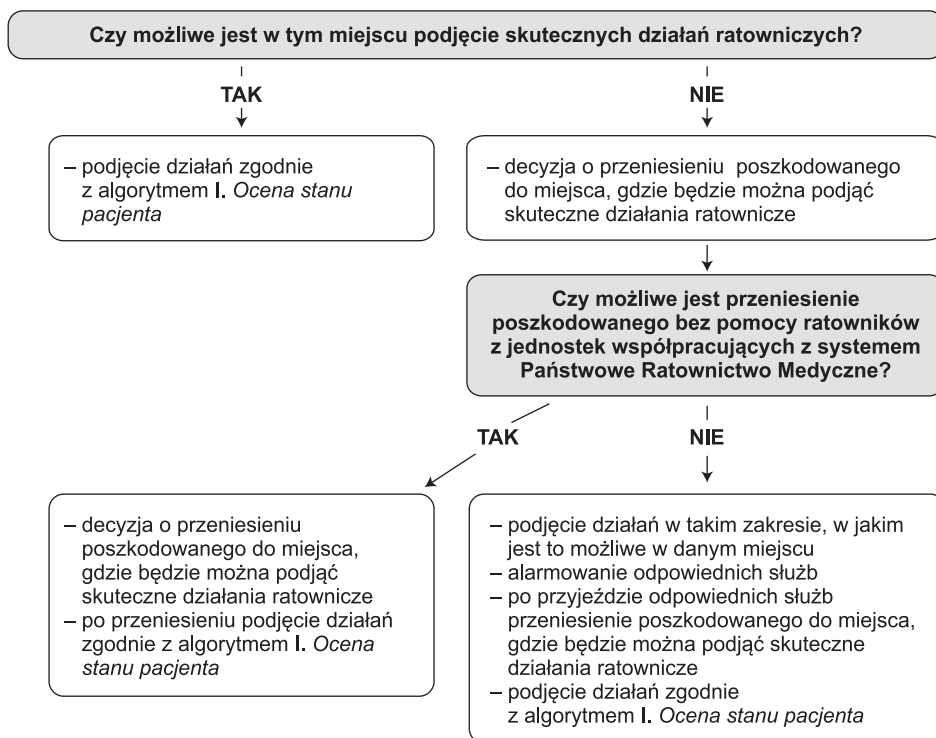 Czy możliwe jest w tym miejscu podjęcie skutecznych działań ratowniczych?
TAK
NIE
– podjęcie działań zgodnie
z algorytmem I. Ocena stanu
pacjenta
– decyzja o przeniesieniu poszkodowanego
do miejsca, gdzie będzie można podjąć
skuteczne działania ratownicze
Czy możliwe jest przeniesienie
poszkodowanego bez pomocy ratowników
z jednostek współpracujących z systemem
Państwowe Ratownictwo Medyczne?
TAK
NIE
– decyzja o przeniesieniu
poszkodowanego do miejsca,
gdzie będzie można podjąć
skuteczne działania ratownicze
– po przeniesieniu podjęcie działań
zgodnie z algorytmem I. Ocena
stanu pacjenta
– podjęcie działań w takim zakresie, w jakim
jest to możliwe w danym miejscu
– alarmowanie odpowiednich służb
– po przyjeździe odpowiednich służb
przeniesienie poszkodowanego do miejsca,
gdzie będzie można podjąć skuteczne
działania ratownicze
– podjęcie działań zgodnie
z algorytmem I. Ocena stanu pacjenta